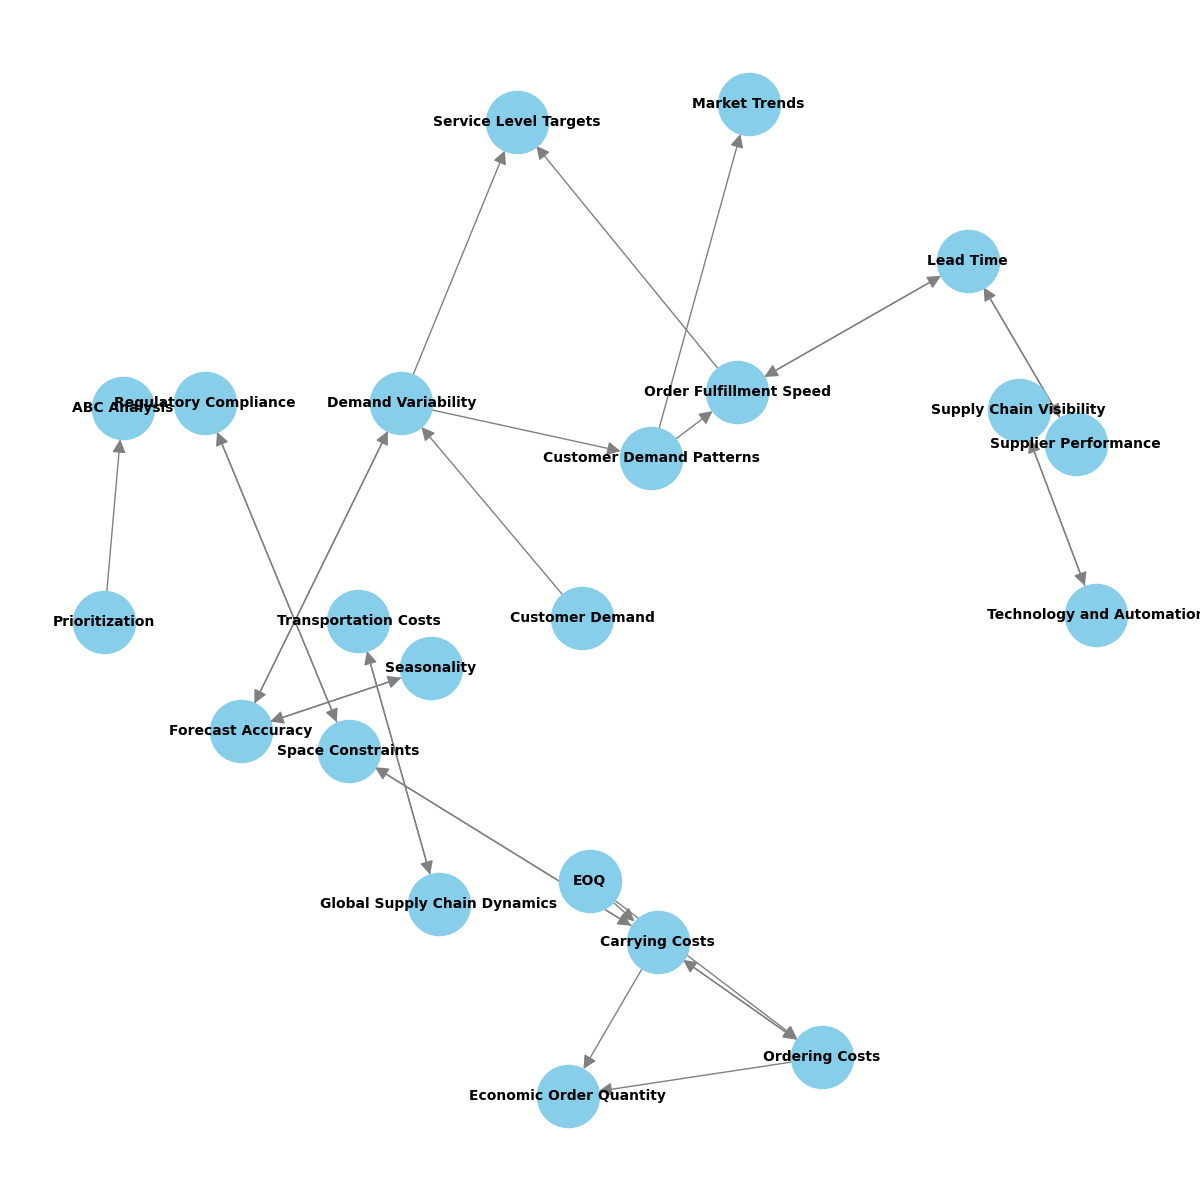 Market Trends
Service Level Targets
Lead Time
Order Fulfillment Speed
ABC Analysis
Regulatory Compliance
Demand Variability
Supply Chain Visibility
Supplier Performance
Customer Demand Patterns
Prioritization
Transportation Costs
Customer Demand
Technology and Automation
Seasonality
Forecast Accuracy
Space Constraints
EOQ
Global Supply Chain Dynamics
Carrying Costs
Ordering Costs
Economic Order Quantity